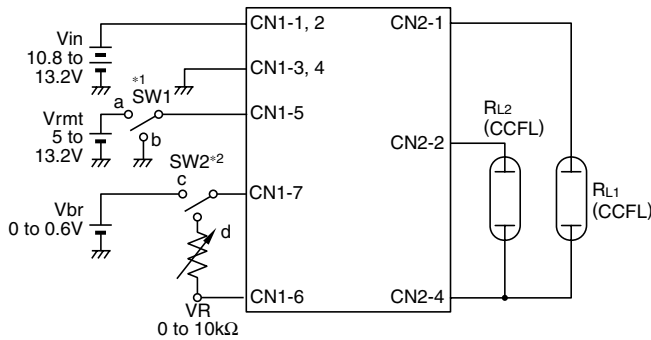 Vin
10.8 to
13.2V
CN1-1, 2
CN2-1
CN1-3, 4
*1
SW1
a
b
Vrmt
5 to
13.2V
CN1-5
RL2
(CCFL)
CN2-2
SW2*2
c
CN1-7
RL1
(CCFL)
Vbr
0 to 0.6V
d
CN1-6
CN2-4
VR
0 to 10kΩ